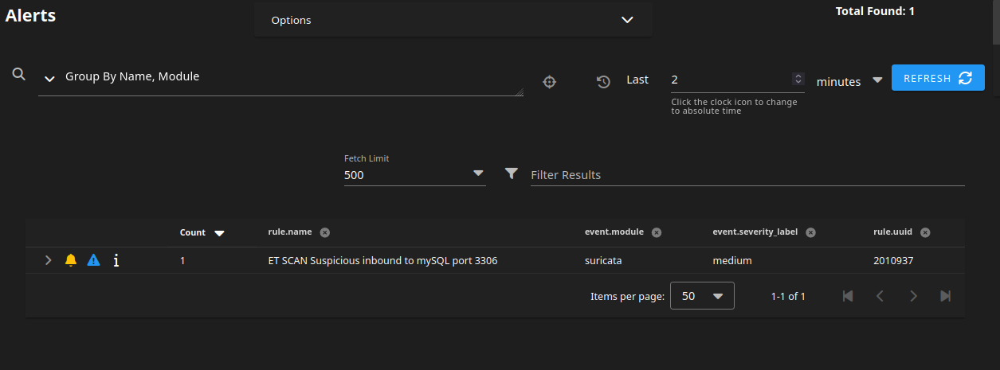 Alerts
Options
Total Found: 1
Group By Name, Module
Last
2
minutes
REFRESH
Click the clock icon to change
to absolute time
Fetch Limit
500
Filter Results
Count rule.name event.module event.severity_label rule.uuid
1 ET SCAN Suspicious inbound to mySQL port 3306 suricata medium 2010937
Items per page: 50 1-1 of 1